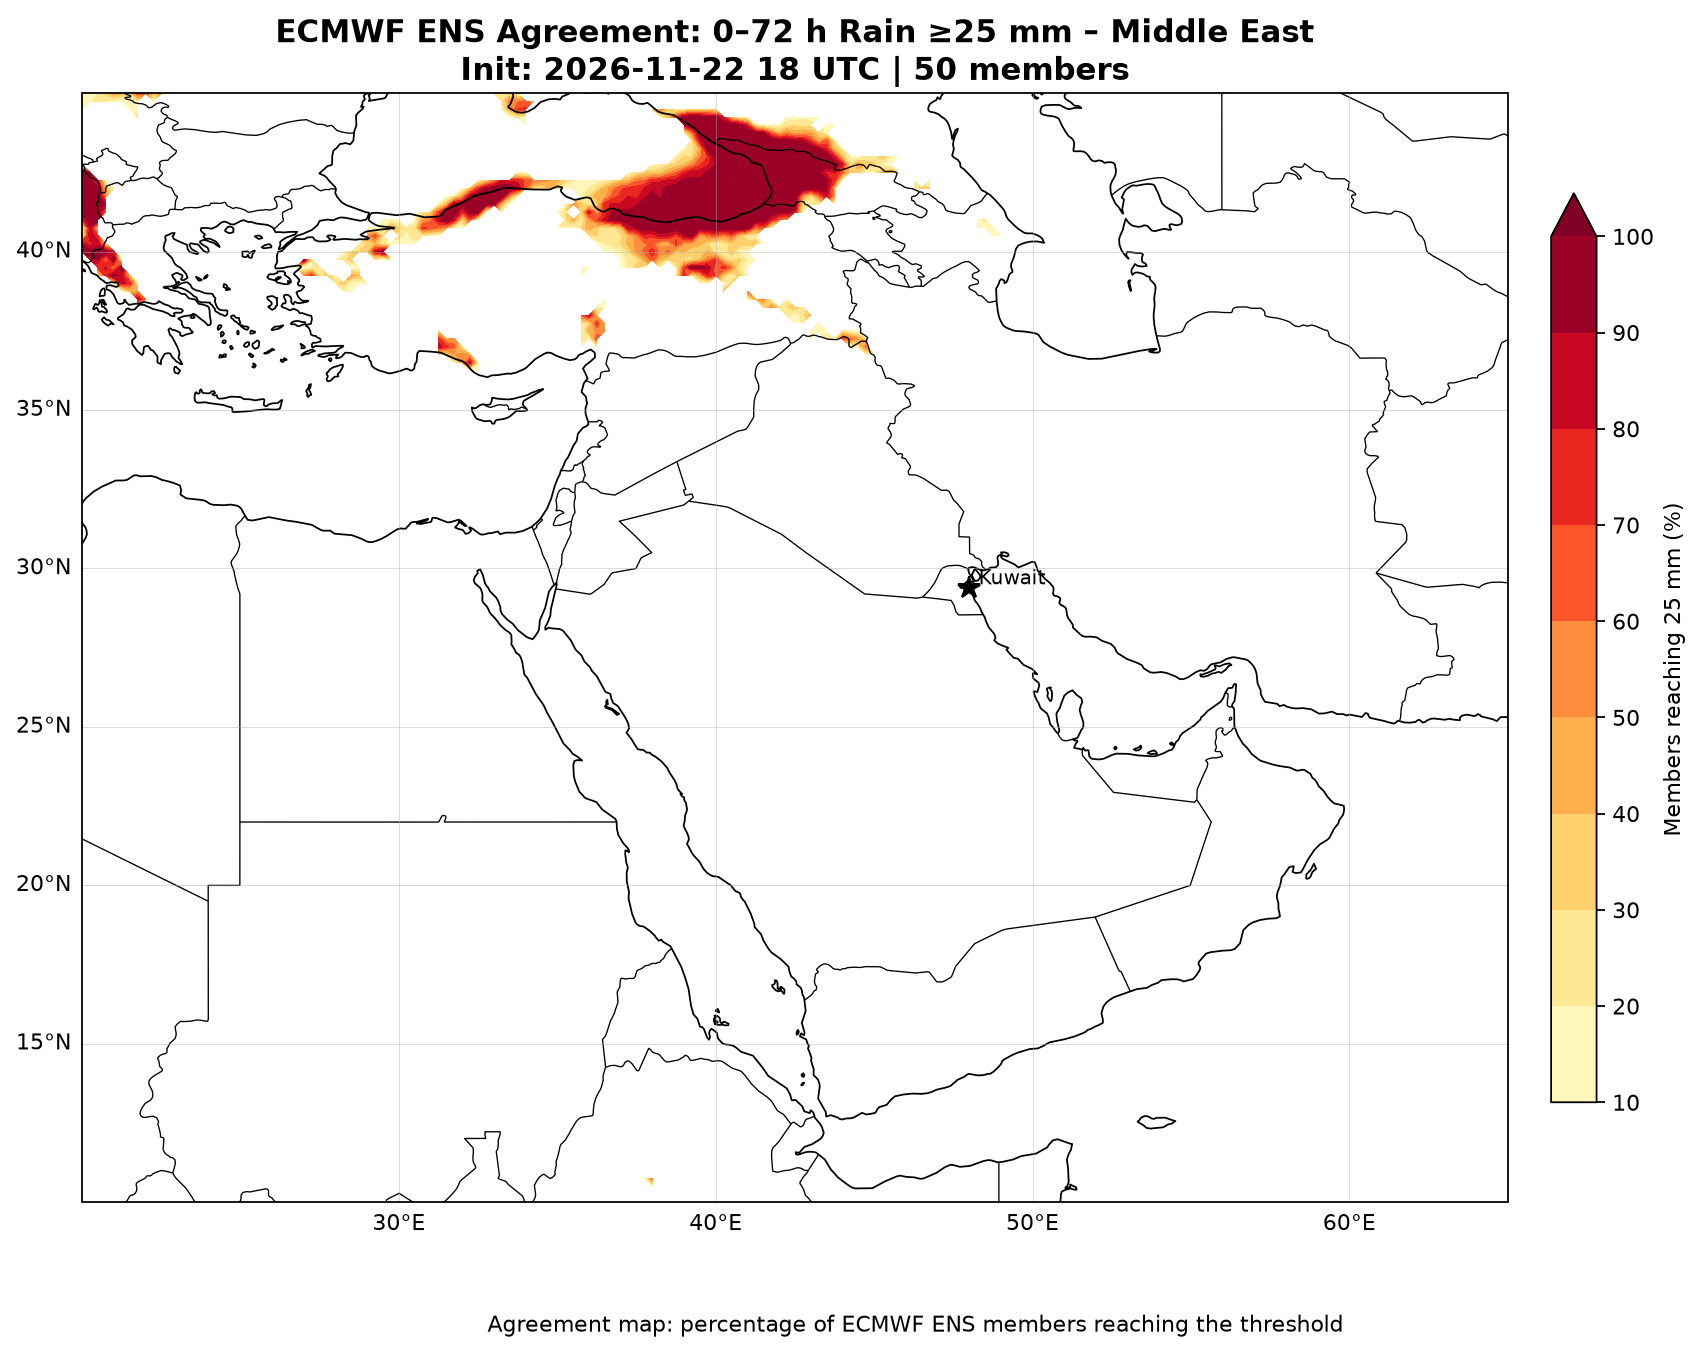 ECMWF ENS Agreement: 0–72 h Rain ≥25 mm – Middle East
Init: 2026-11-22 18 UTC | 50 members
40°N
35°N
30°N
25°N
20°N
15°N
30°E
40°E
50°E
60°E
Kuwait
100
90
80
70
60
50
40
30
20
10
Members reaching 25 mm (%)
Agreement map: percentage of ECMWF ENS members reaching the threshold